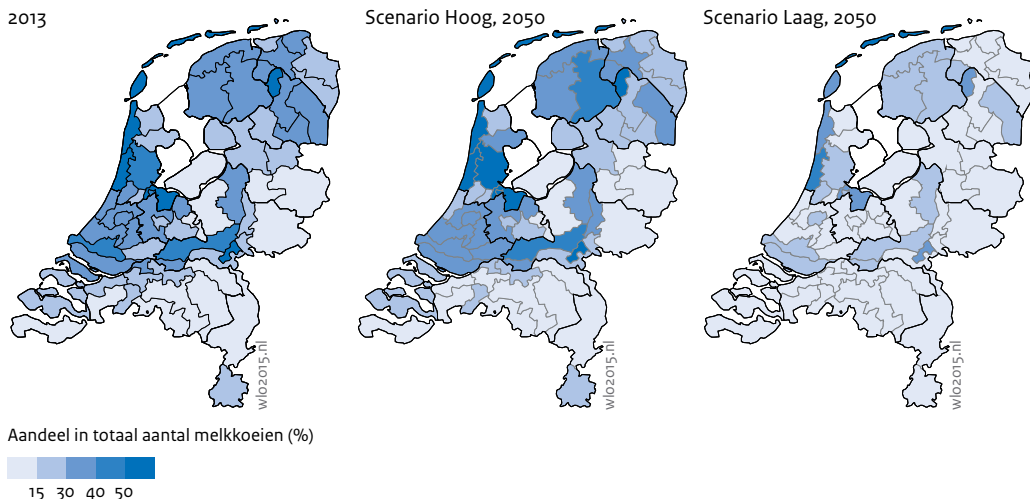 2013
Scenario Hoog, 2050
Scenario Laag, 2050
wlo2015.nl
wlo2015.nl
wlo2015.nl
Aandeel in totaal aantal melkkoeien (%)
15 30 40 50